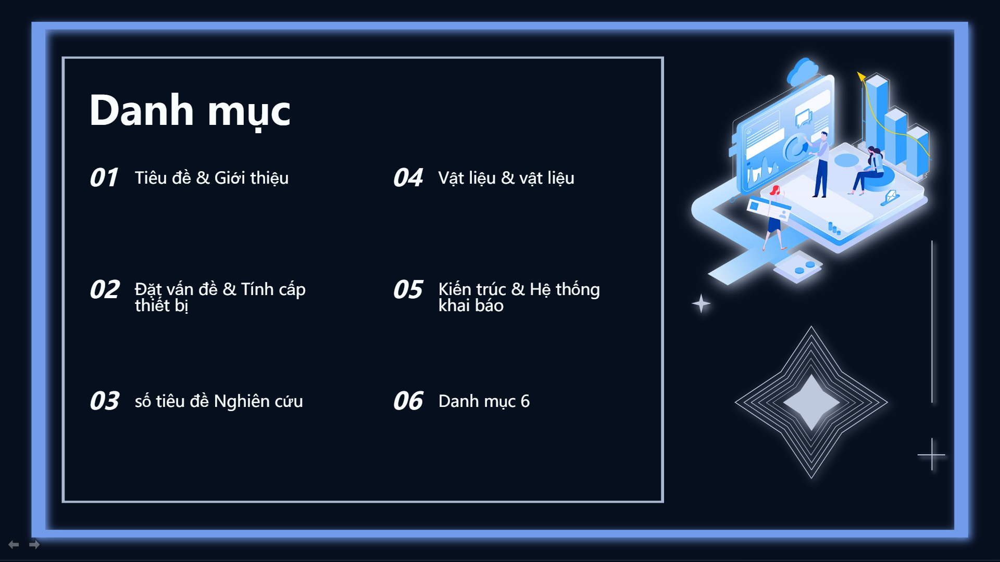 Danh mục
01 Tiêu đề & Giới thiệu
02 Đặt vấn đề & Tính cấp
thiết bị
03 số tiêu đề Nghiên cứu
04 Vật liệu & vật liệu
05 Kiến trúc & Hệ thống
khai báo
06 Danh mục 6